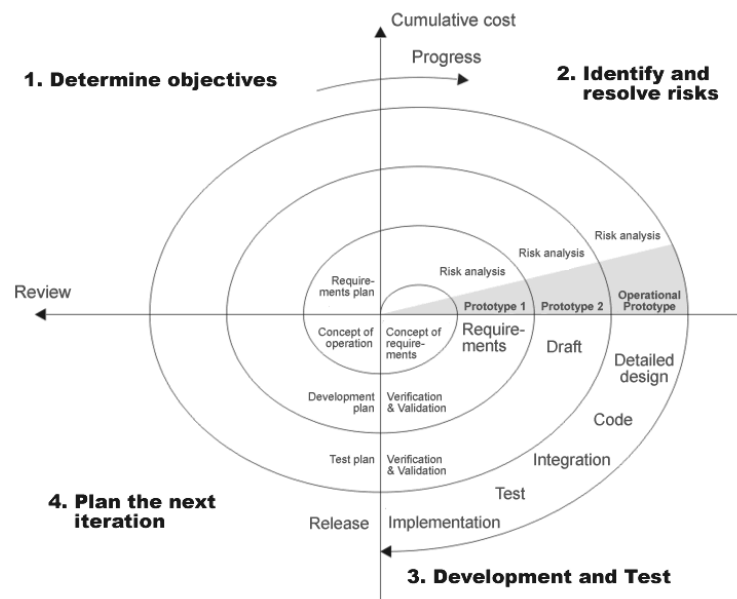 Cumulative cost
Progress
1. Determine objectives
2. Identify and
resolve risks
Risk analysis
Risk analysis
Risk analysis
Require-
ments plan
Review
Prototype 1
Prototype 2
Operational
Prototype
Concept of
operation
Concept of
require-
ments
Require-
ments
Draft
Detailed
design
Development
plan
Verification
& Validation
Code
Test plan
Verification
& Validation
Integration
Test
4. Plan the next
iteration
Release
Implementation
3. Development and Test